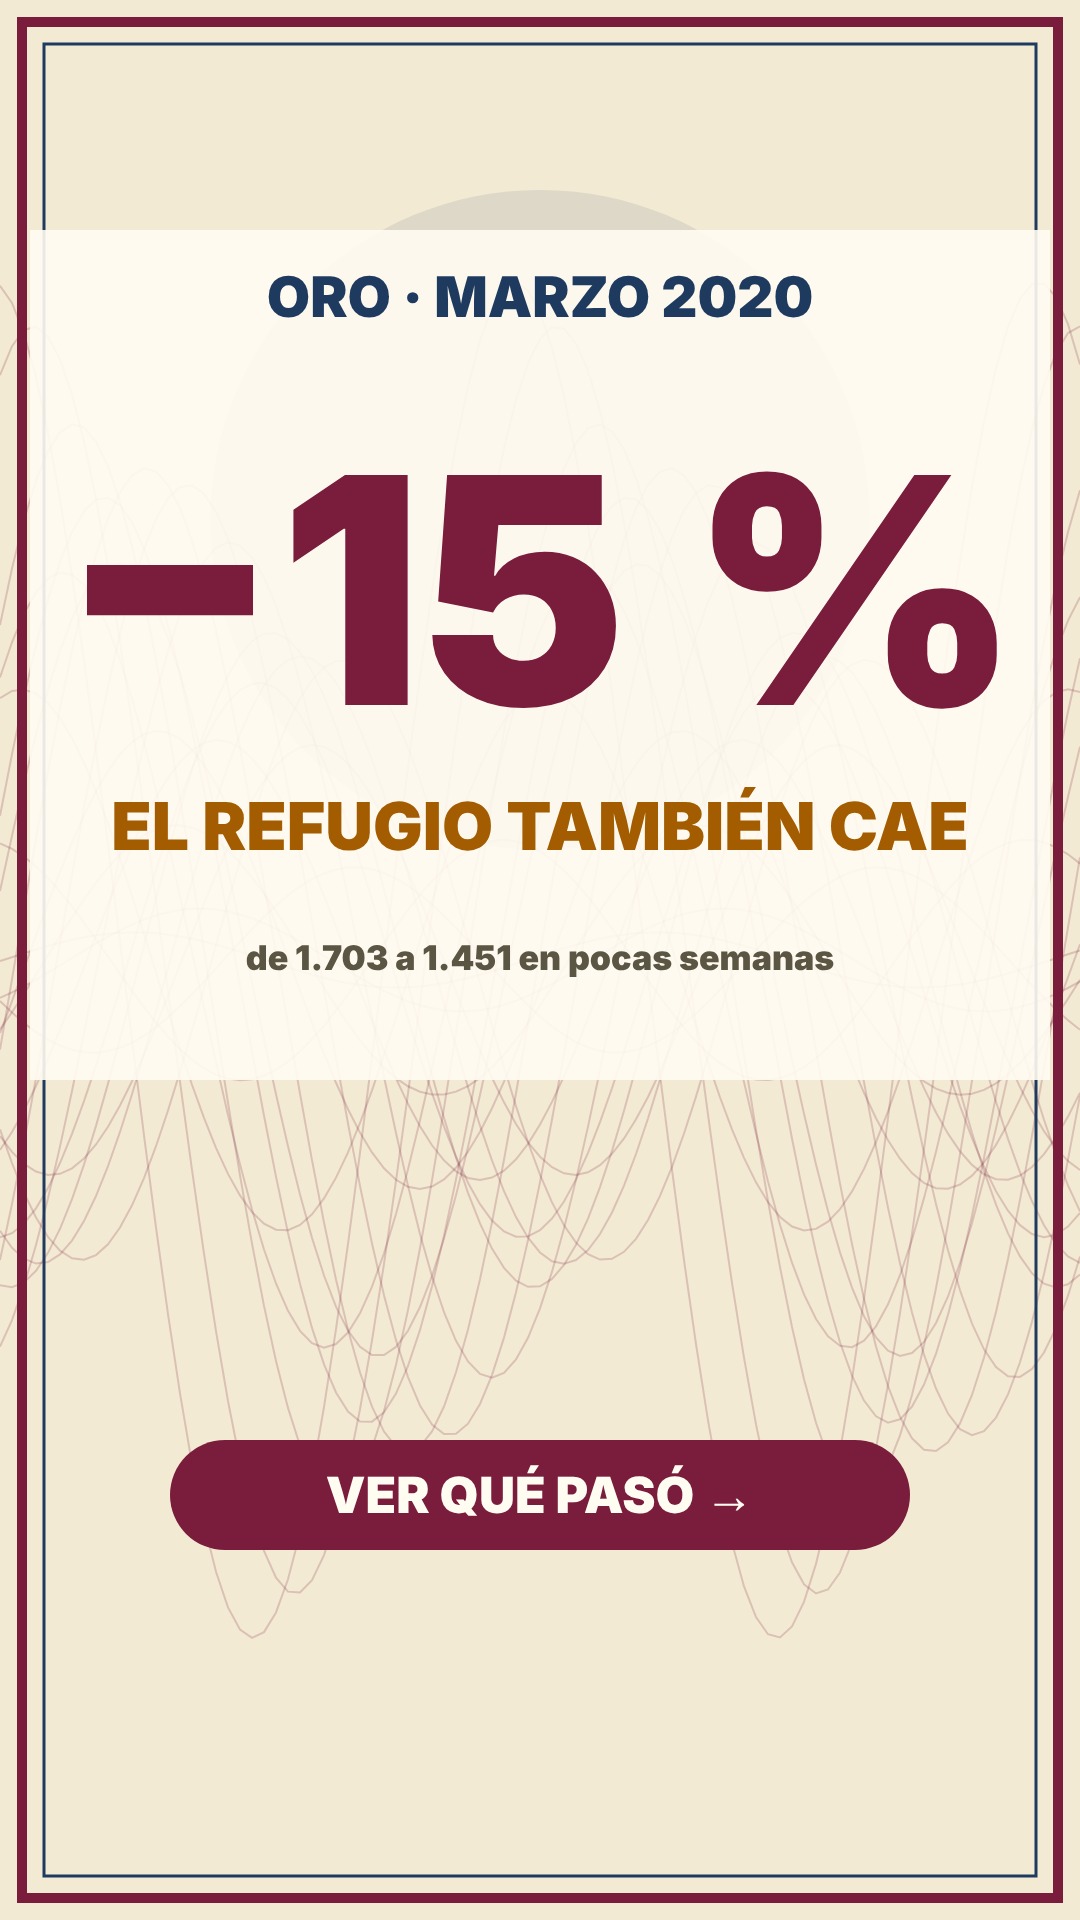 ORO · MARZO 2020
−15 %
EL REFUGIO TAMBIÉN CAE
de 1.703 a 1.451 en pocas semanas
VER QUÉ PASÓ →